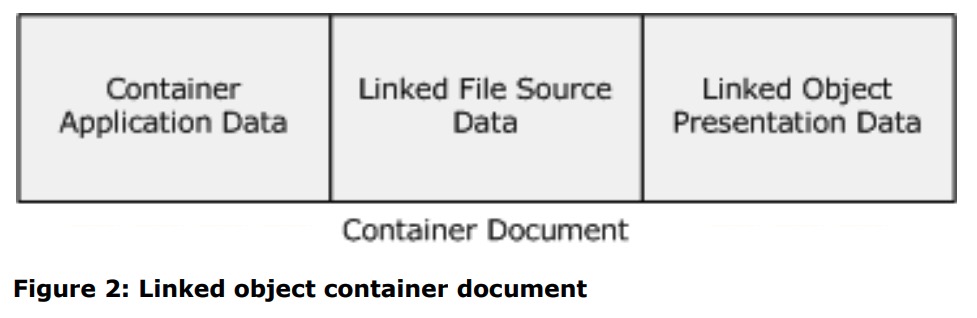 Container
Application Data
Linked File Source
Data
Linked Object
Presentation Data
Container Document
Figure 2: Linked object container document